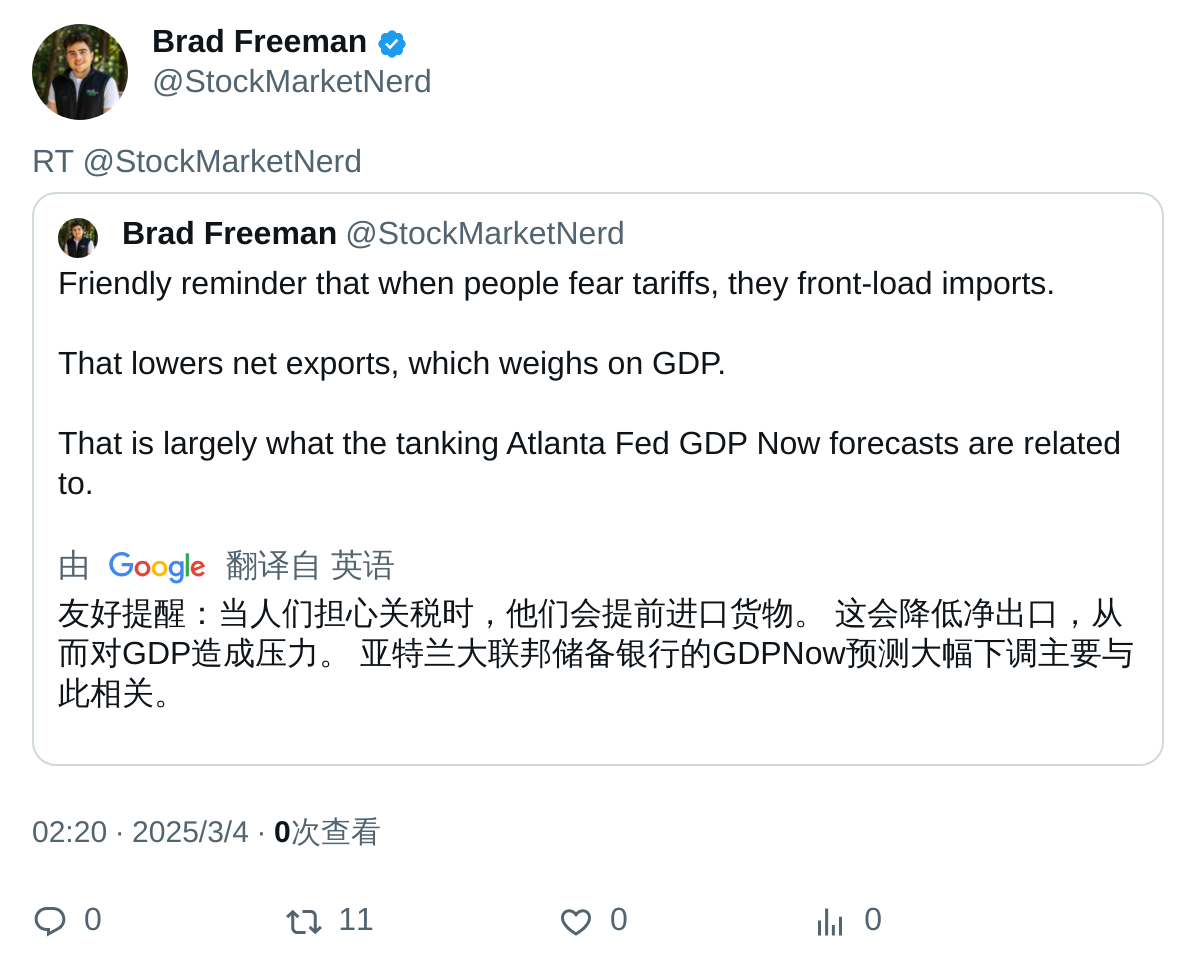 Brad Freeman
@StockMarketNerd
RT @StockMarketNerd
Brad Freeman @StockMarketNerd
Friendly reminder that when people fear tariffs, they front-load imports.
That lowers net exports, which weighs on GDP.
That is largely what the tanking Atlanta Fed GDP Now forecasts are related
to.
由 Google 翻译自 英语
友好提醒：当人们担心关税时，他们会提前进口货物。 这会降低净出口，从
而对GDP造成压力。 亚特兰大联邦储备银行的GDPNow预测大幅下调主要与
此相关。
02:20 · 2025/3/4 · 0次查看
0 11 0 0